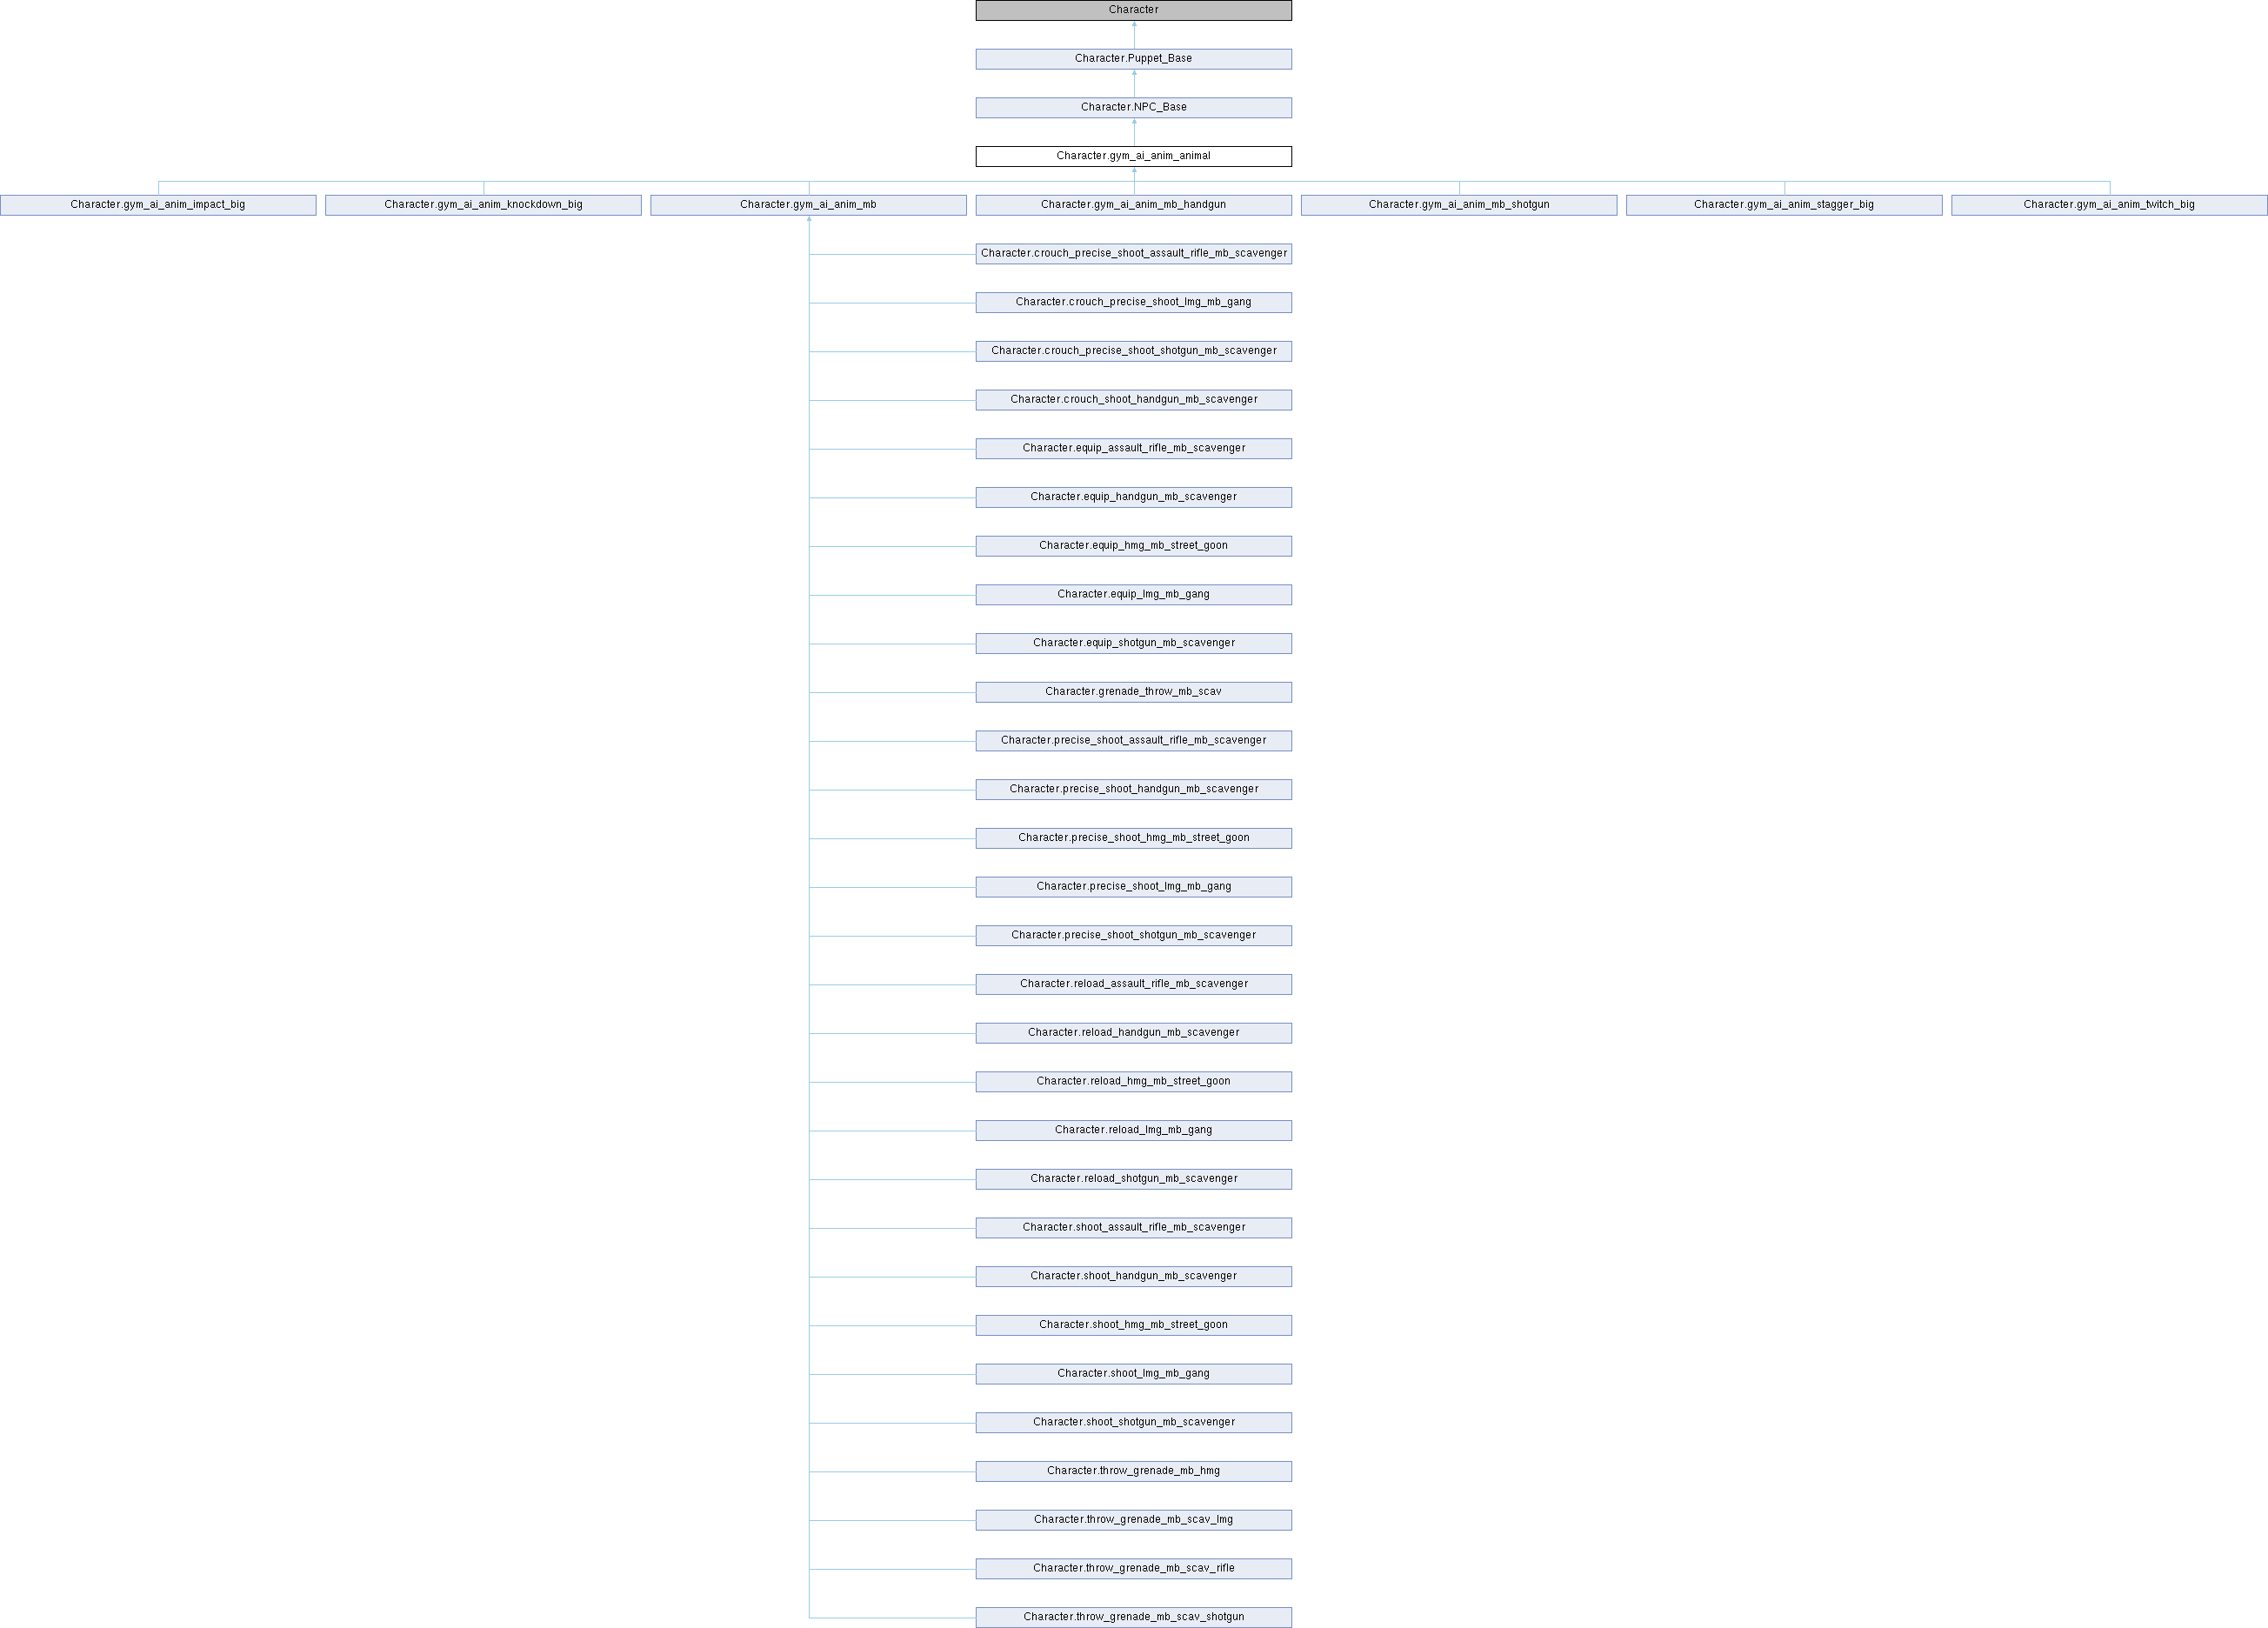 Character
Character.Puppet_Base
Character.NPC_Base
Character.gym_ai_anim_animal
Character.gym_ai_anim_impact_big
Character.gym_ai_anim_knockdown_big
Character.gym_ai_anim_mb
Character.gym_ai_anim_mb_handgun
Character.gym_ai_anim_mb_shotgun
Character.gym_ai_anim_stagger_big
Character.gym_ai_anim_twitch_big
Character.crouch_precise_shoot_assault_rifle_mb_scavenger
Character.crouch_precise_shoot_lmg_mb_gang
Character.crouch_precise_shoot_shotgun_mb_scavenger
Character.crouch_shoot_handgun_mb_scavenger
Character.equip_assault_rifle_mb_scavenger
Character.equip_handgun_mb_scavenger
Character.equip_hmg_mb_street_goon
Character.equip_lmg_mb_gang
Character.equip_shotgun_mb_scavenger
Character.grenade_throw_mb_scav
Character.precise_shoot_assault_rifle_mb_scavenger
Character.precise_shoot_handgun_mb_scavenger
Character.precise_shoot_hmg_mb_street_goon
Character.precise_shoot_lmg_mb_gang
Character.precise_shoot_shotgun_mb_scavenger
Character.reload_assault_rifle_mb_scavenger
Character.reload_handgun_mb_scavenger
Character.reload_hmg_mb_street_goon
Character.reload_lmg_mb_gang
Character.reload_shotgun_mb_scavenger
Character.shoot_assault_rifle_mb_scavenger
Character.shoot_handgun_mb_scavenger
Character.shoot_hmg_mb_street_goon
Character.shoot_lmg_mb_gang
Character.shoot_shotgun_mb_scavenger
Character.throw_grenade_mb_hmg
Character.throw_grenade_mb_scav_lmg
Character.throw_grenade_mb_scav_rifle
Character.throw_grenade_mb_scav_shotgun